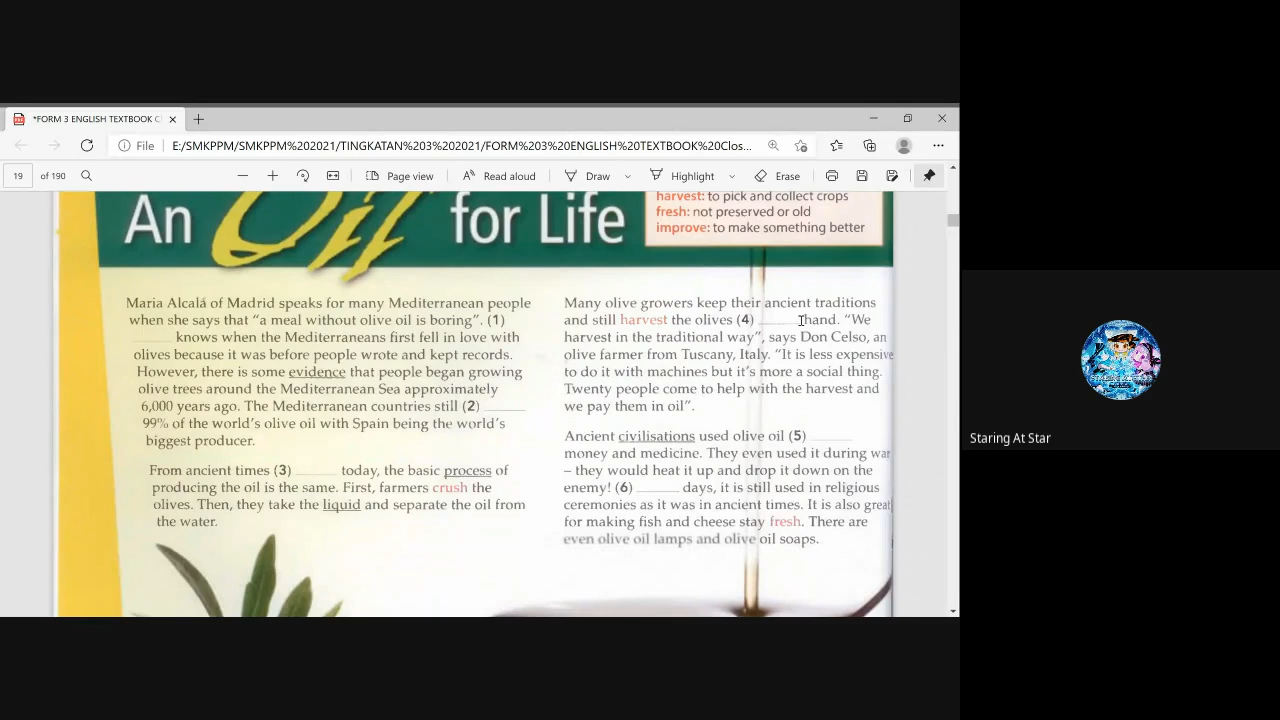 *FORM 3 ENGLISH TEXTBOOK C
File
E:/SMKPPM/SMKPPM%202021/TINGKATAN%203%202021/FORM%203%20ENGLISH%20TEXTBOOK%20Clos...
19 of 190
Page view
Read aloud
Draw
Highlight
Erase
An Oil for Life
harvest: to pick and collect crops
fresh: not preserved or old
improve: to make something better
Maria Alcalá of Madrid speaks for many Mediterranean people
when she says that “a meal without olive oil is boring”. (1)
______ knows when the Mediterraneans first fell in love with
olives because it was before people wrote and kept records.
However, there is some evidence that people began growing
olive trees around the Mediterranean Sea approximately
6,000 years ago. The Mediterranean countries still (2) ______
99% of the world’s olive oil with Spain being the world’s
biggest producer.
From ancient times (3) ______ today, the basic process of
producing the oil is the same. First, farmers crush the
olives. Then, they take the liquid and separate the oil from
the water.
Many olive growers keep their ancient traditions
and still harvest the olives (4) ______ hand. “We
harvest in the traditional way”, says Don Celso, an
olive farmer from Tuscany, Italy. “It is less expensive
to do it with machines but it’s more a social thing.
Twenty people come to help with the harvest and
we pay them in oil”.
Ancient civilisations used olive oil (5) ______
money and medicine. They even used it during war
– they would heat it up and drop it down on the
enemy! (6) ______ days, it is still used in religious
ceremonies as it was in ancient times. It is also great
for making fish and cheese stay fresh. There are
even olive oil lamps and olive oil soaps.
Staring At Star